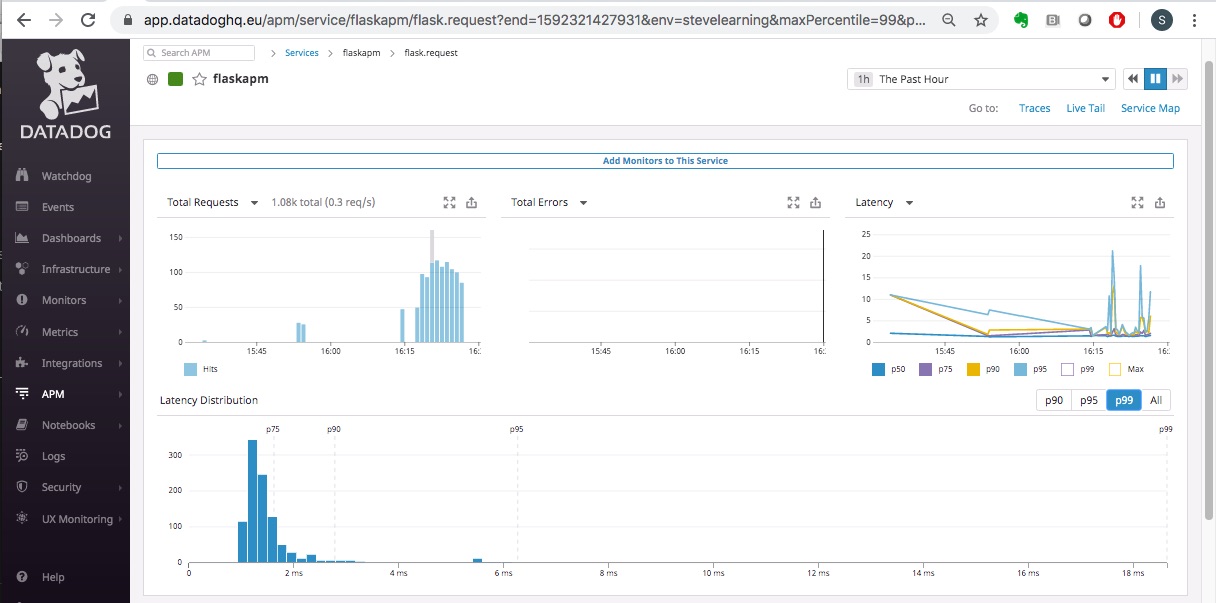 app.datadoghq.eu/apm/service/flaskapm/flask.request?end=1592321427931&env=stevelearning&maxPercentile=99&p...
S
DATADOG
Watchdog
Events
Dashboards
Infrastructure
Monitors
Metrics
Integrations
APM
Notebooks
Logs
Security
UX Monitoring
Help
Search APM
Services
flaskapm
flask.request
flaskapm
1h The Past Hour
Go to: Traces Live Tail Service Map
Add Monitors to This Service
Total Requests 1.08k total (0.3 req/s)
150
100
50
0
15:45 16:00 16:15 16:
Hits
Total Errors
15:45 16:00 16:15 16:
Latency
25
20
15
10
5
0
15:45 16:00 16:15 16:
p50 p75 p90 p95 p99 Max
Latency Distribution
p90 p95 p99 All
p75 p90 p95 p99
300
200
100
0
0 2 ms 4 ms 6 ms 8 ms 10 ms 12 ms 14 ms 16 ms 18 ms